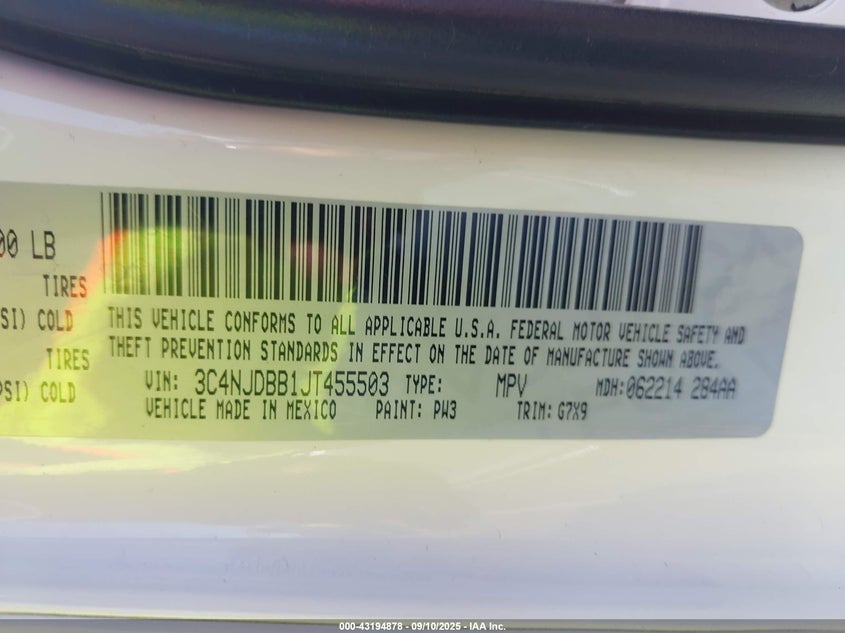 00 LB
TIRES
SI) COLD
TIRES
PSI) COLD
THIS VEHICLE CONFORMS TO ALL APPLICABLE U.S.A. FEDERAL MOTOR VEHICLE SAFETY AND
THEFT PREVENTION STANDARDS IN EFFECT ON THE DATE OF MANUFACTURE SHOWN ABOVE.
VIN: 3C4NJDBB1JT455503 TYPE: MPV MDH:062214 284AA
VEHICLE MADE IN MEXICO PAINT: PW3 TRIM: G7X9
000-43194878 - 09/10/2025 - IAA Inc.